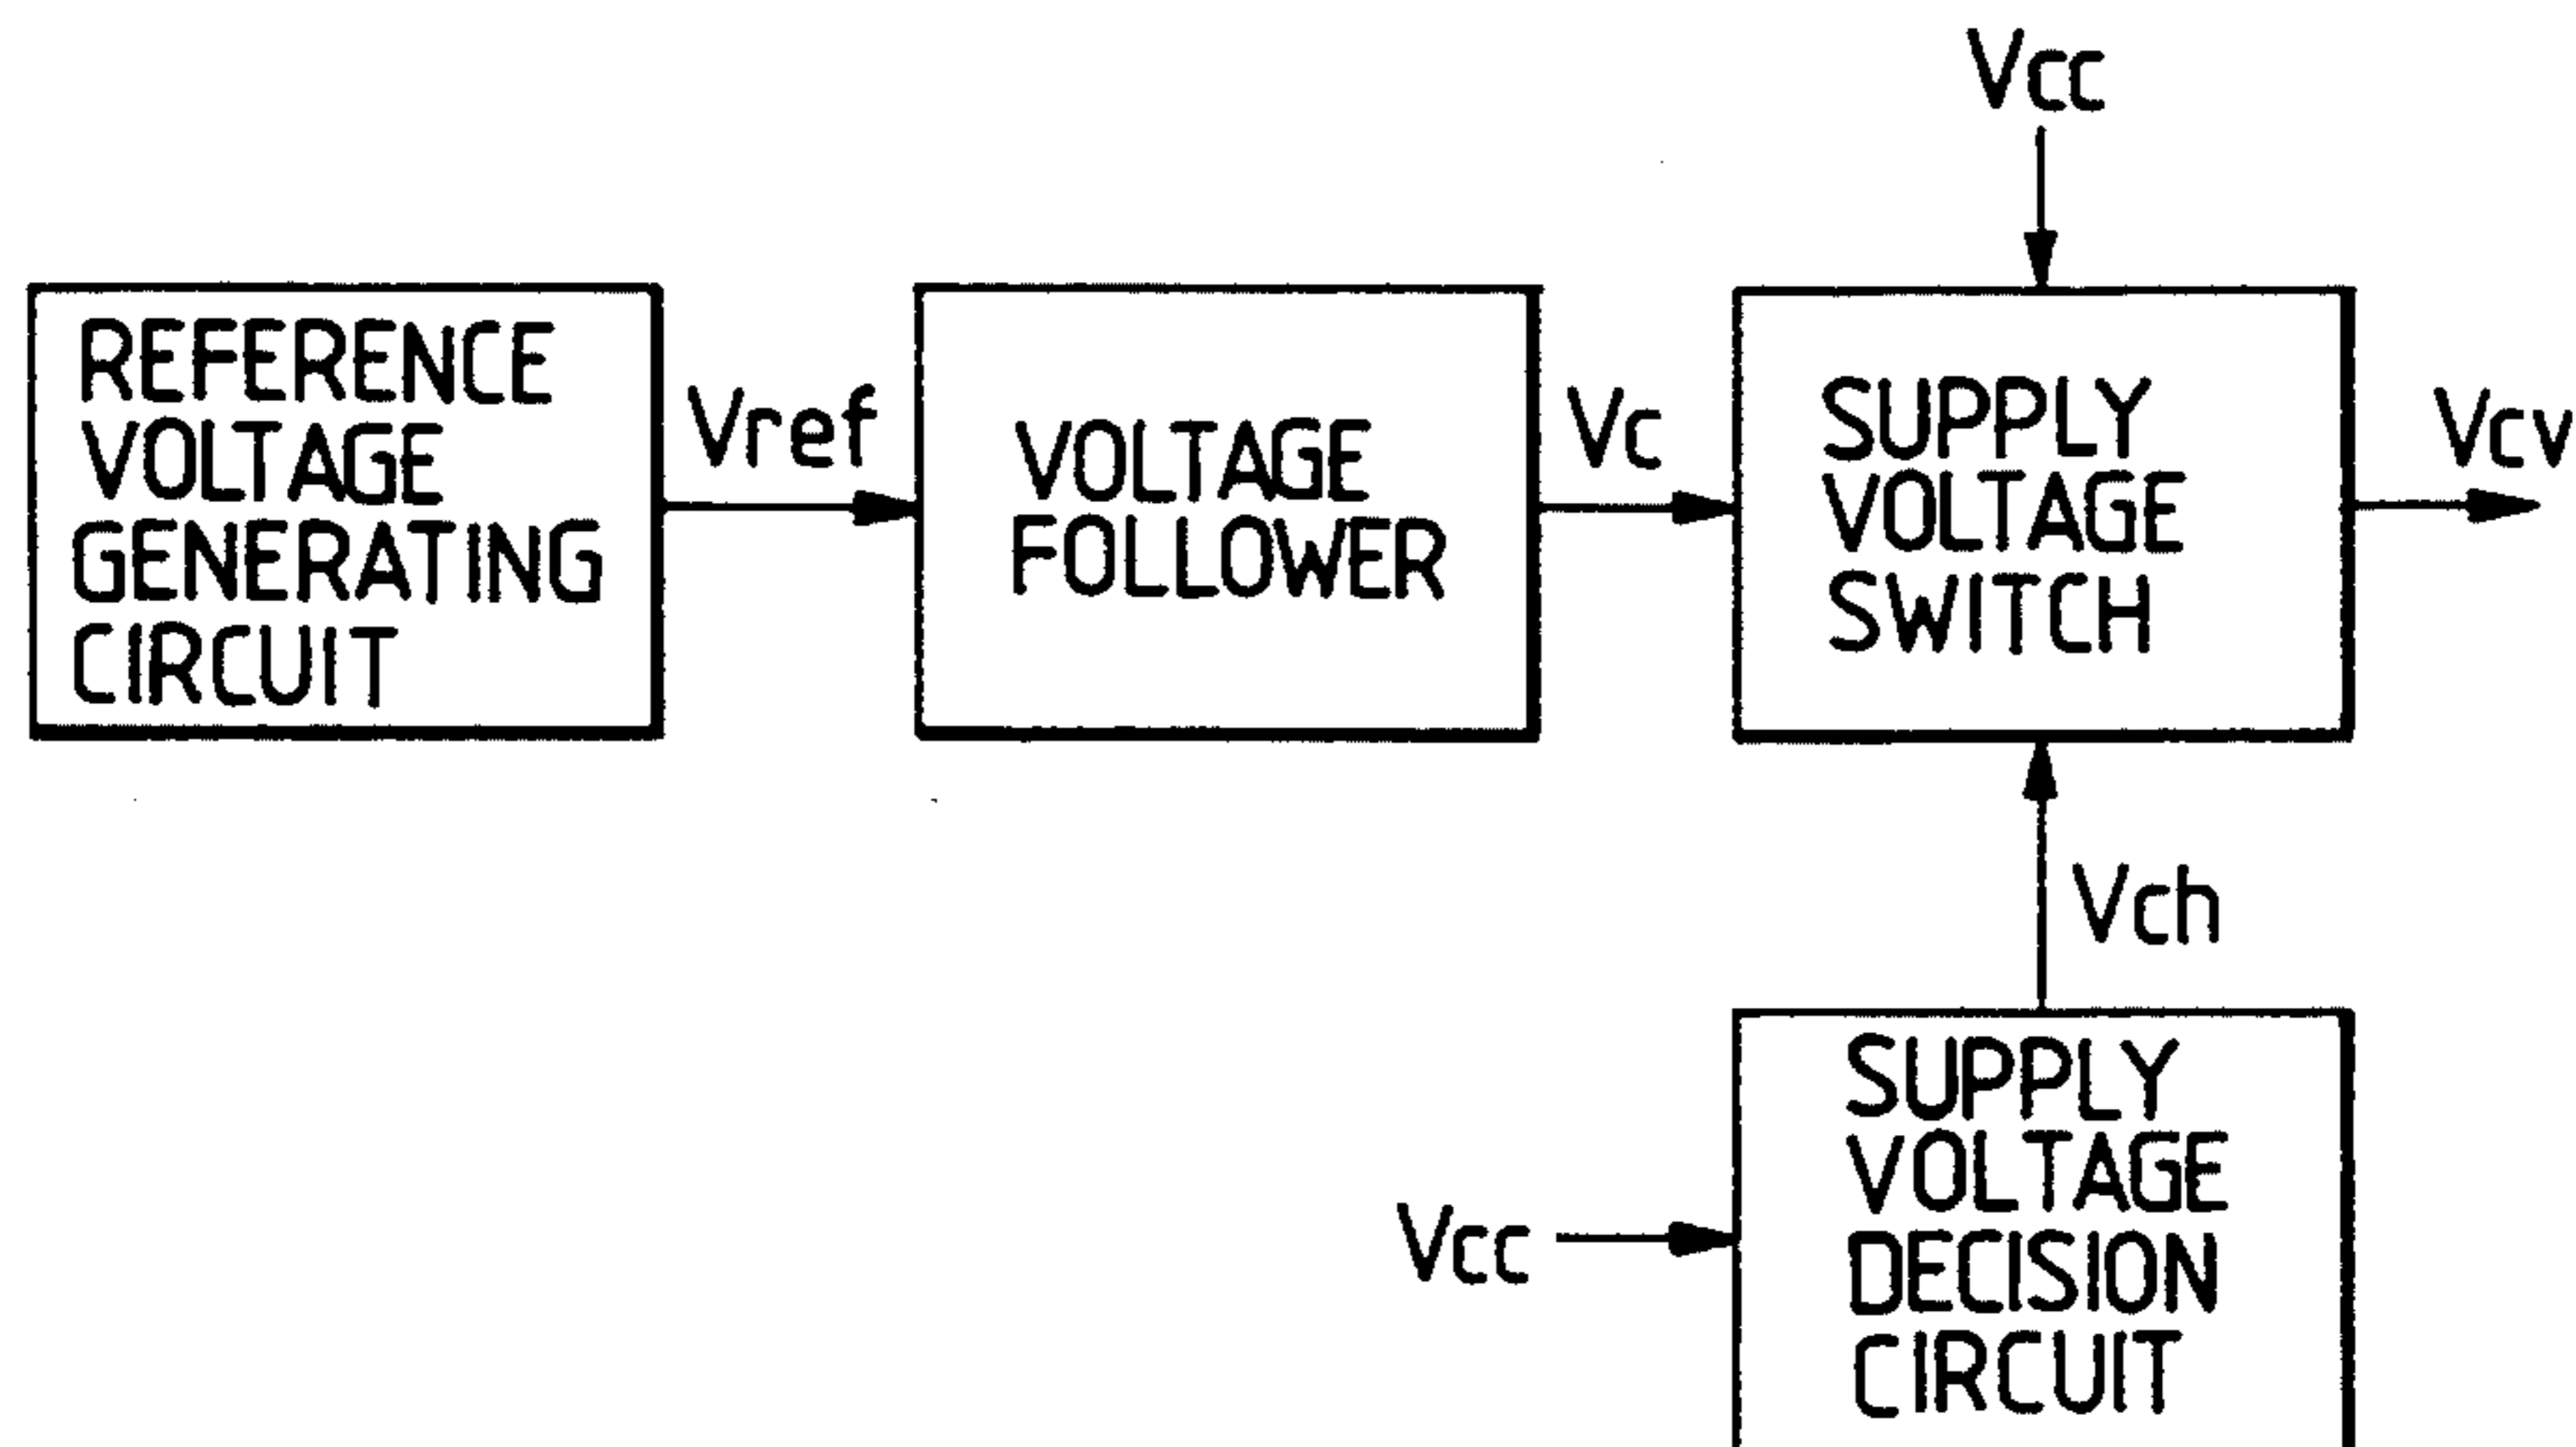 Vcc
REFERENCE
VOLTAGE
GENERATING
CIRCUIT
Vref
VOLTAGE
FOLLOWER
Vc
SUPPLY
VOLTAGE
SWITCH
Vcv
Vch
Vcc
SUPPLY
VOLTAGE
DECISION
CIRCUIT